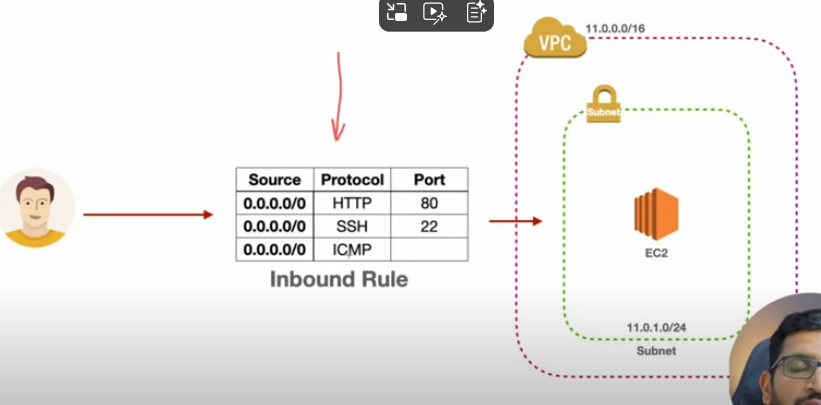 VPC
11.0.0.0/16
Subnet
Source Protocol Port
0.0.0.0/0 HTTP 80
0.0.0.0/0 SSH 22
0.0.0.0/0 ICMP
Inbound Rule
EC2
11.0.1.0/24
Subnet